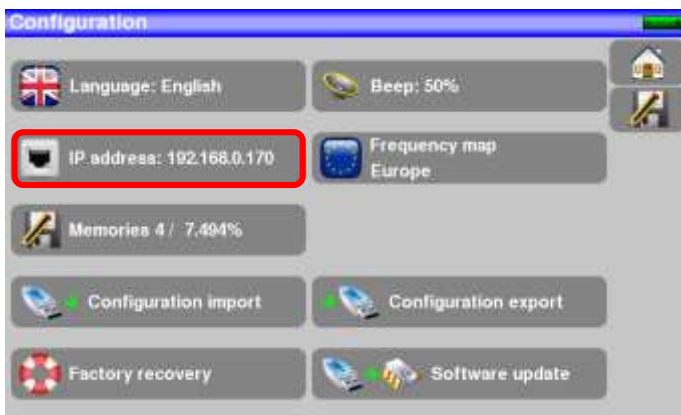 Configuration
Language: English
Beep: 50%
IP address: 192.168.0.170
Frequency map
Europe
Memories 4 / 7.494%
Configuration import
Configuration export
Factory recovery
Software update